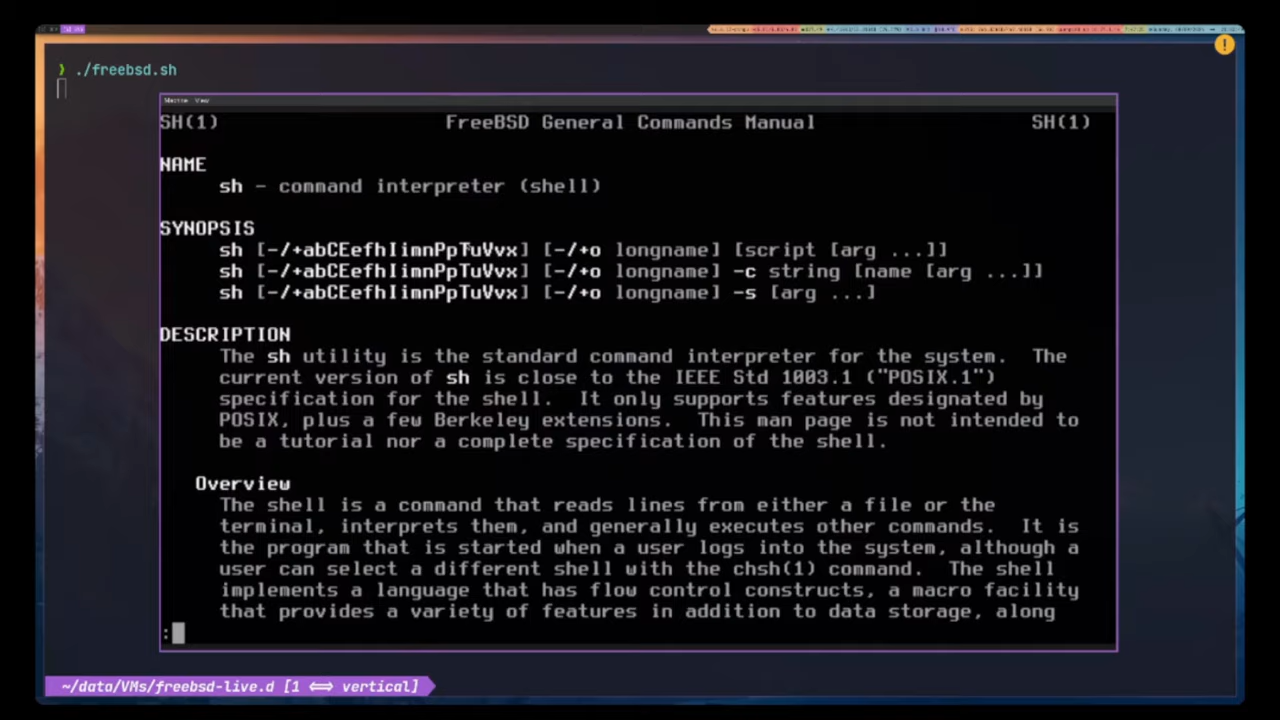 ❯ ./freebsd.sh
Machine View
SH(1) FreeBSD General Commands Manual SH(1)
NAME
sh - command interpreter (shell)
SYNOPSIS
sh [-/+abCEefhIimnPpTuVvx] [-/+o longname] [script [arg ...]]
sh [-/+abCEefhIimnPpTuVvx] [-/+o longname] -c string [name [arg ...]]
sh [-/+abCEefhIimnPpTuVvx] [-/+o longname] -s [arg ...]
DESCRIPTION
The sh utility is the standard command interpreter for the system. The
current version of sh is close to the IEEE Std 1003.1 ("POSIX.1")
specification for the shell. It only supports features designated by
POSIX, plus a few Berkeley extensions. This man page is not intended to
be a tutorial nor a complete specification of the shell.
Overview
The shell is a command that reads lines from either a file or the
terminal, interprets them, and generally executes other commands. It is
the program that is started when a user logs into the system, although a
user can select a different shell with the chsh(1) command. The shell
implements a language that has flow control constructs, a macro facility
that provides a variety of features in addition to data storage, along
:
~/data/VMs/freebsd-live.d [1 ⟺ vertical]